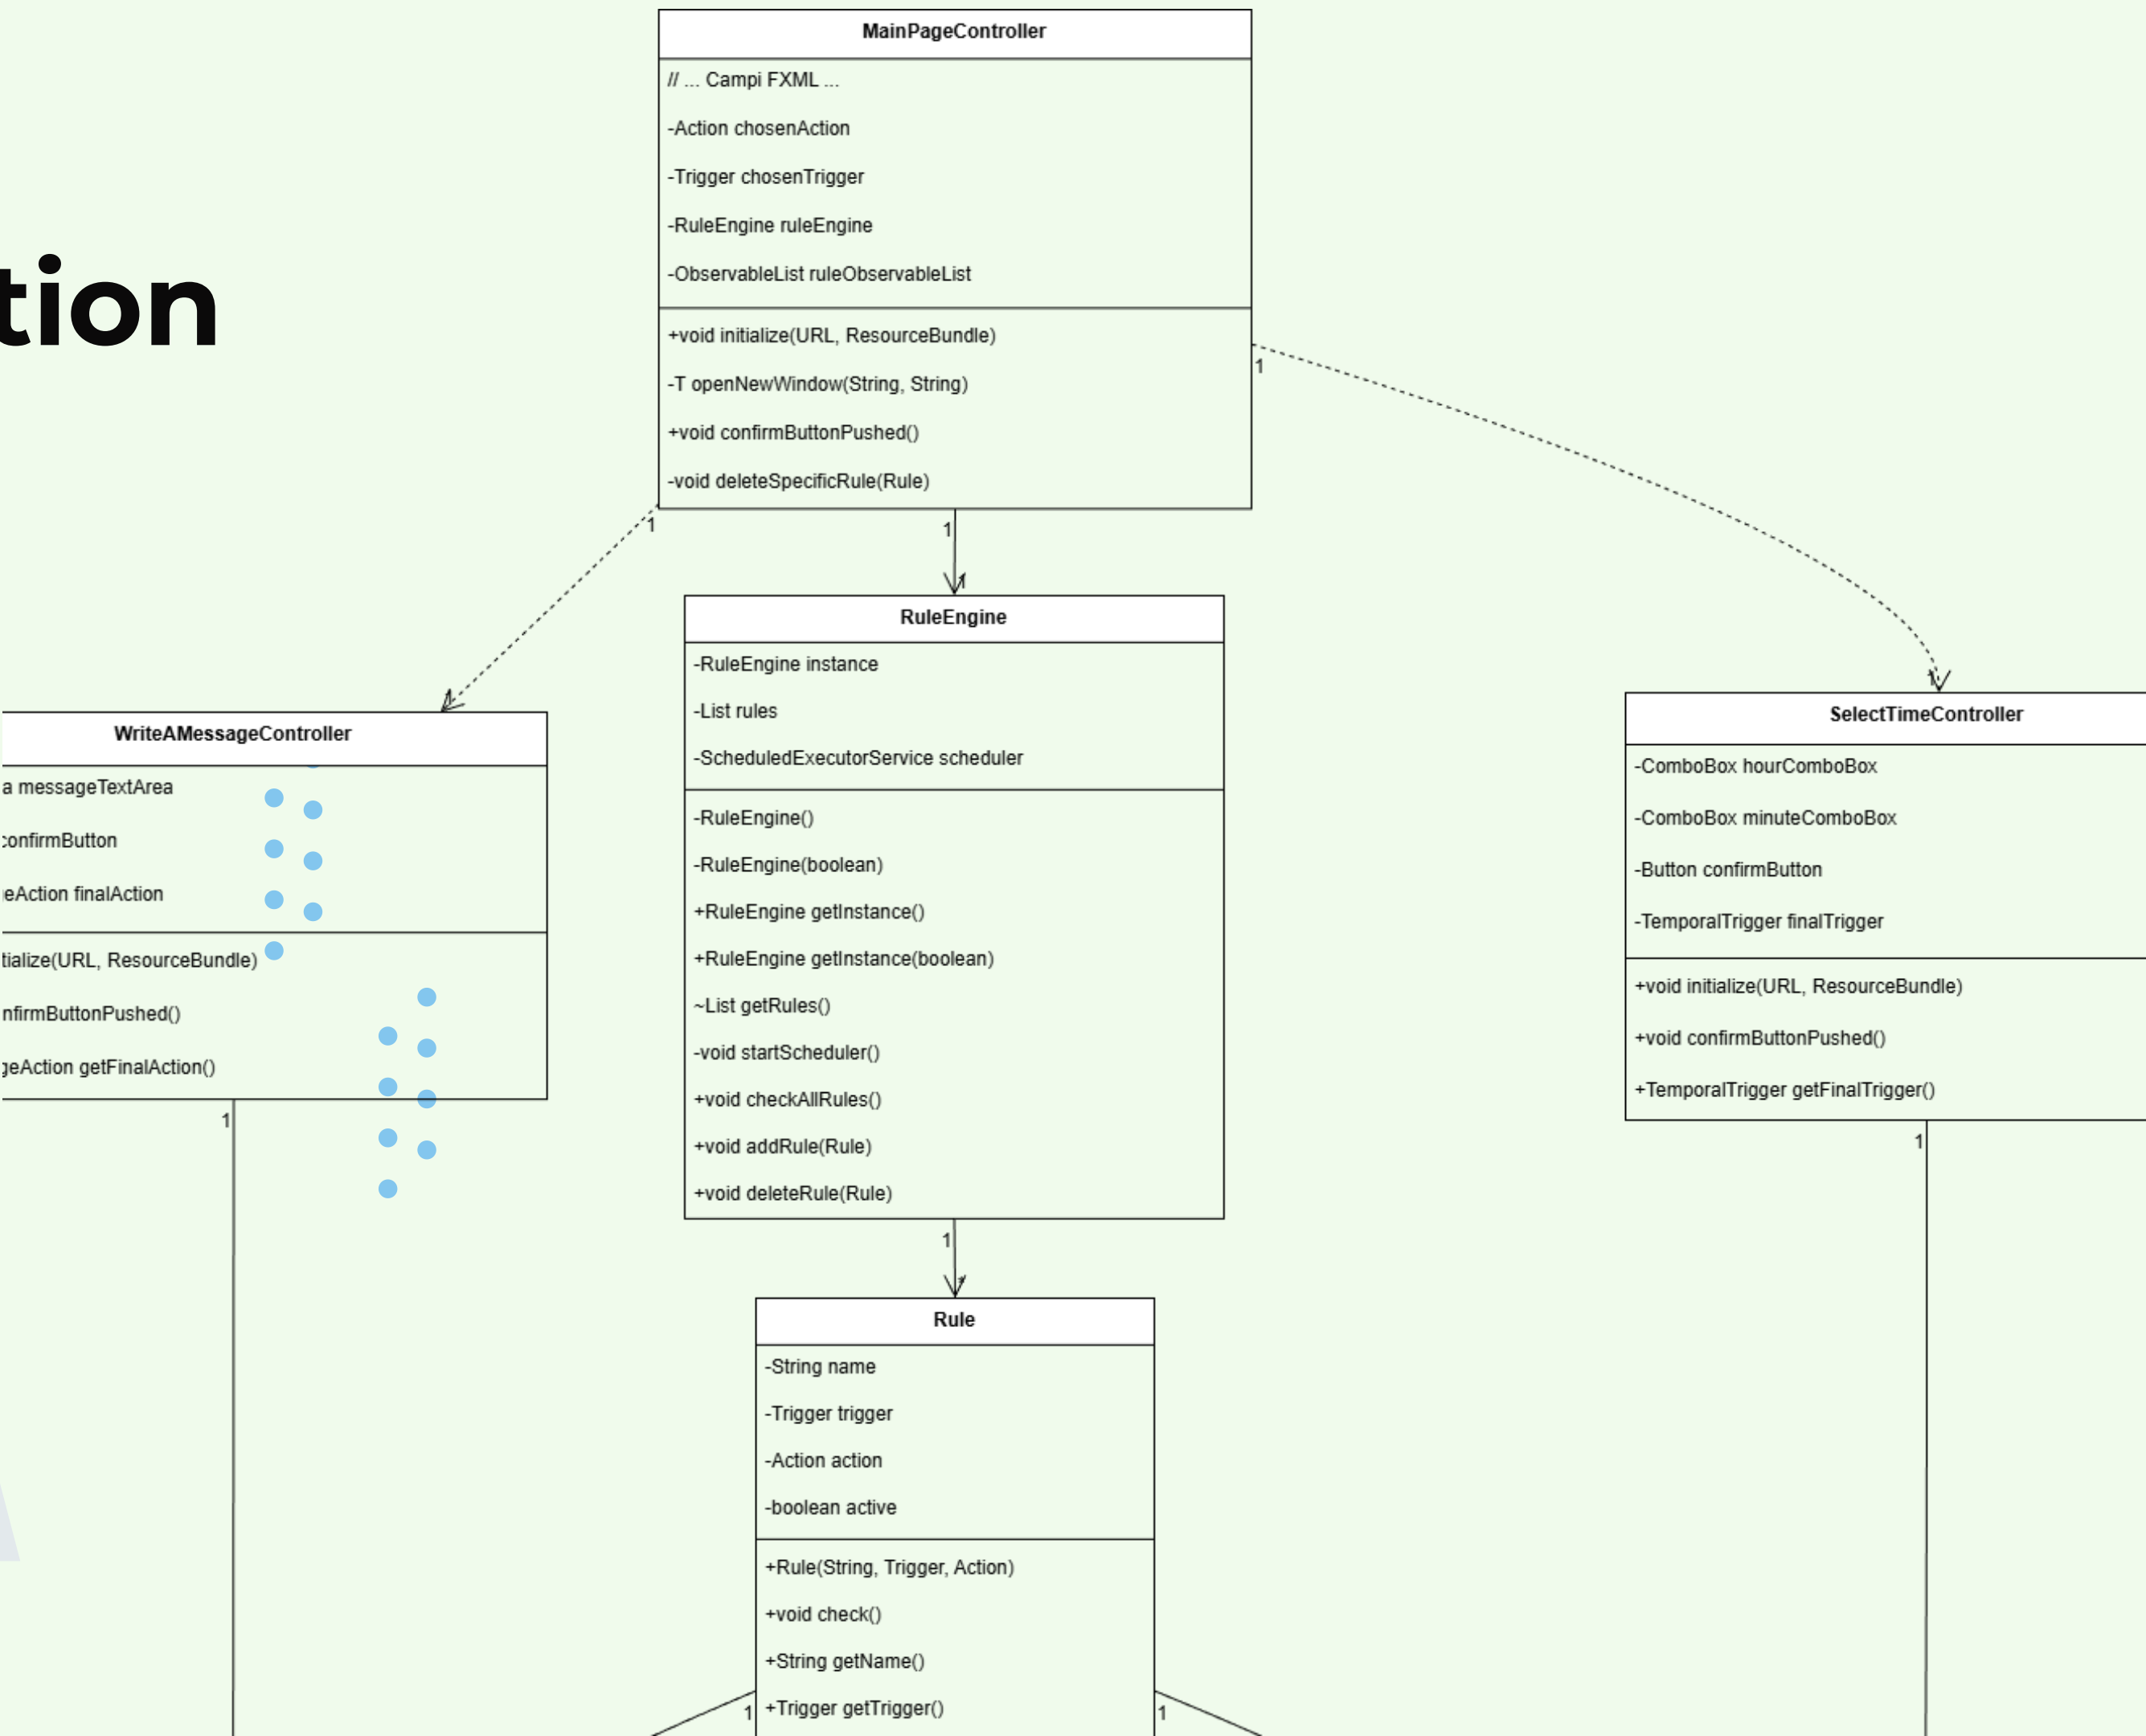 tion
MainPageController
// ... Campi FXML ...
-Action chosenAction
-Trigger chosenTrigger
-RuleEngine ruleEngine
-ObservableList ruleObservableList
+void initialize(URL, ResourceBundle)
-T openNewWindow(String, String)
+void confirmButtonPushed()
-void deleteSpecificRule(Rule)
1
1
1
1
RuleEngine
-RuleEngine instance
-List rules
-ScheduledExecutorService scheduler
-RuleEngine()
-RuleEngine(boolean)
+RuleEngine getInstance()
+RuleEngine getInstance(boolean)
~List getRules()
-void startScheduler()
+void checkAllRules()
+void addRule(Rule)
+void deleteRule(Rule)
1
*
1
WriteAMessageController
a messageTextArea
confirmButton
eAction finalAction
tialize(URL, ResourceBundle)
nfirmButtonPushed()
geAction getFinalAction()
1
1
SelectTimeController
-ComboBox hourComboBox
-ComboBox minuteComboBox
-Button confirmButton
-TemporalTrigger finalTrigger
+void initialize(URL, ResourceBundle)
+void confirmButtonPushed()
+TemporalTrigger getFinalTrigger()
1
Rule
-String name
-Trigger trigger
-Action action
-boolean active
+Rule(String, Trigger, Action)
+void check()
+String getName()
+Trigger getTrigger()
1
1